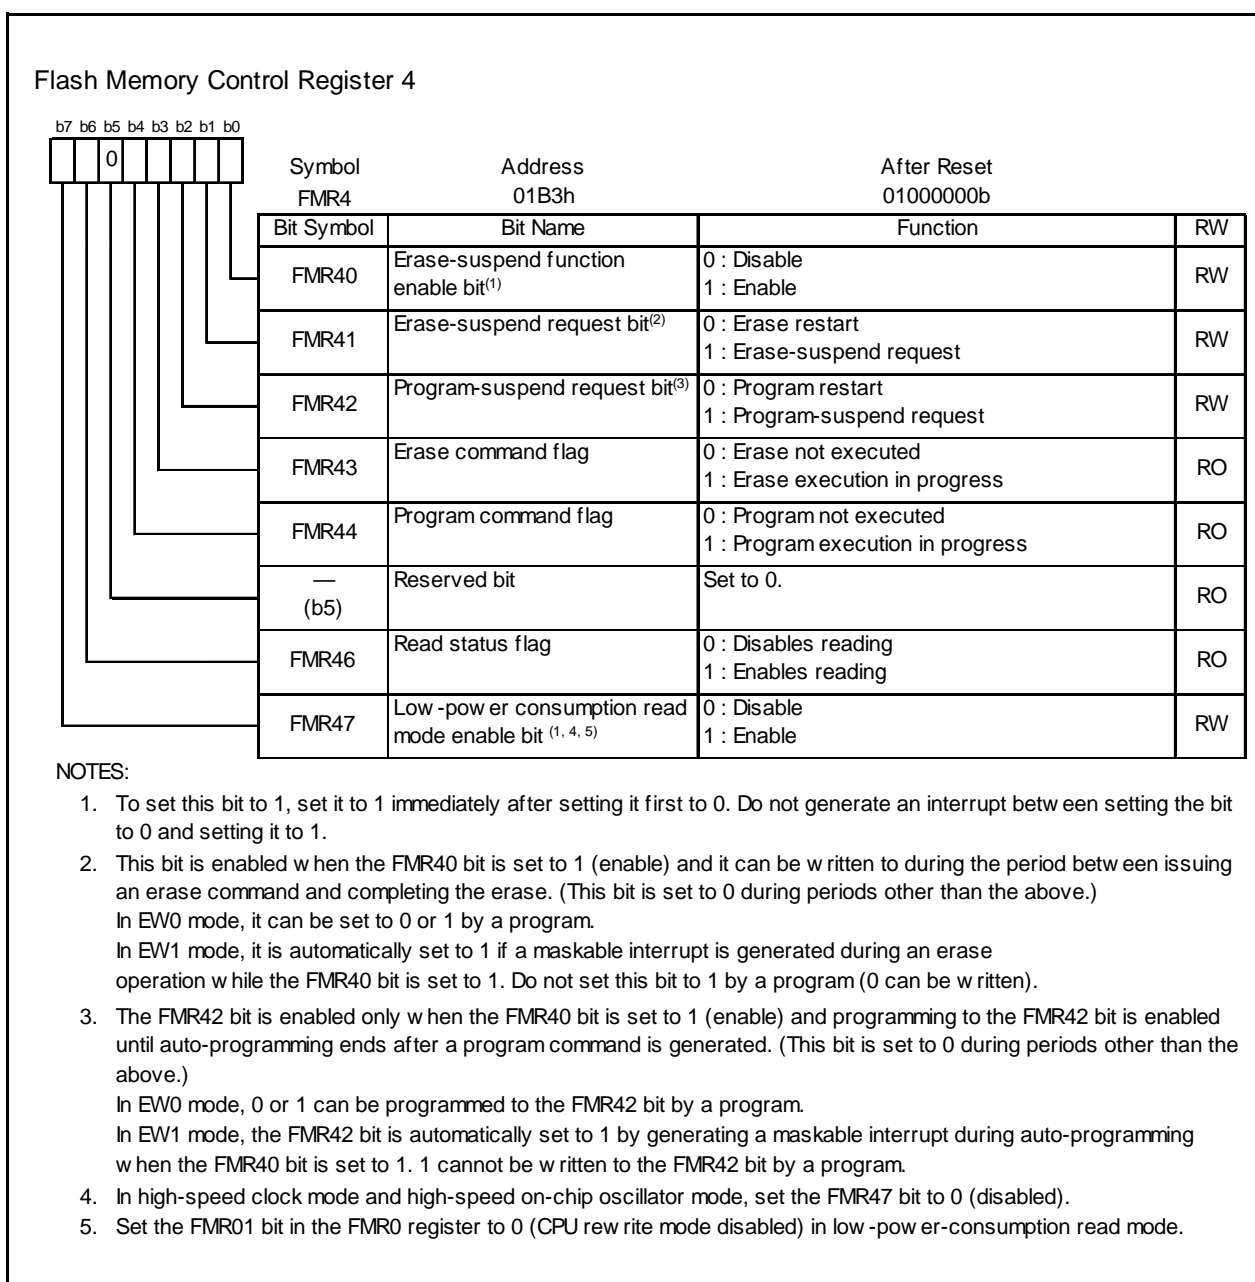 Flash Memory Control Register 4
b7 b6 b5 b4 b3 b2 b1 b0
0
Symbol Address After Reset
FMR4 01B3h 01000000b
Bit Symbol Bit Name Function RW
FMR40 Erase-suspend function enable bit(1) 0 : Disable RW
1 : Enable
FMR41 Erase-suspend request bit(2) 0 : Erase restart RW
1 : Erase-suspend request
FMR42 Program-suspend request bit(3) 0 : Program restart RW
1 : Program-suspend request
FMR43 Erase command flag 0 : Erase not executed RO
1 : Erase execution in progress
FMR44 Program command flag 0 : Program not executed RO
1 : Program execution in progress
— (b5) Reserved bit Set to 0. RO
FMR46 Read status flag 0 : Disables reading RO
1 : Enables reading
FMR47 Low-power consumption read mode enable bit (1, 4, 5) 0 : Disable RW
1 : Enable
NOTES:
1. To set this bit to 1, set it to 1 immediately after setting it first to 0. Do not generate an interrupt between setting the bit
to 0 and setting it to 1.
2. This bit is enabled when the FMR40 bit is set to 1 (enable) and it can be written to during the period between issuing
an erase command and completing the erase. (This bit is set to 0 during periods other than the above.)
In EW0 mode, it can be set to 0 or 1 by a program.
In EW1 mode, it is automatically set to 1 if a maskable interrupt is generated during an erase
operation while the FMR40 bit is set to 1. Do not set this bit to 1 by a program (0 can be written).
3. The FMR42 bit is enabled only when the FMR40 bit is set to 1 (enable) and programming to the FMR42 bit is enabled
until auto-programming ends after a program command is generated. (This bit is set to 0 during periods other than the
above.)
In EW0 mode, 0 or 1 can be programmed to the FMR42 bit by a program.
In EW1 mode, the FMR42 bit is automatically set to 1 by generating a maskable interrupt during auto-programming
when the FMR40 bit is set to 1. 1 cannot be written to the FMR42 bit by a program.
4. In high-speed clock mode and high-speed on-chip oscillator mode, set the FMR47 bit to 0 (disabled).
5. Set the FMR01 bit in the FMR0 register to 0 (CPU rewrite mode disabled) in low-power-consumption read mode.